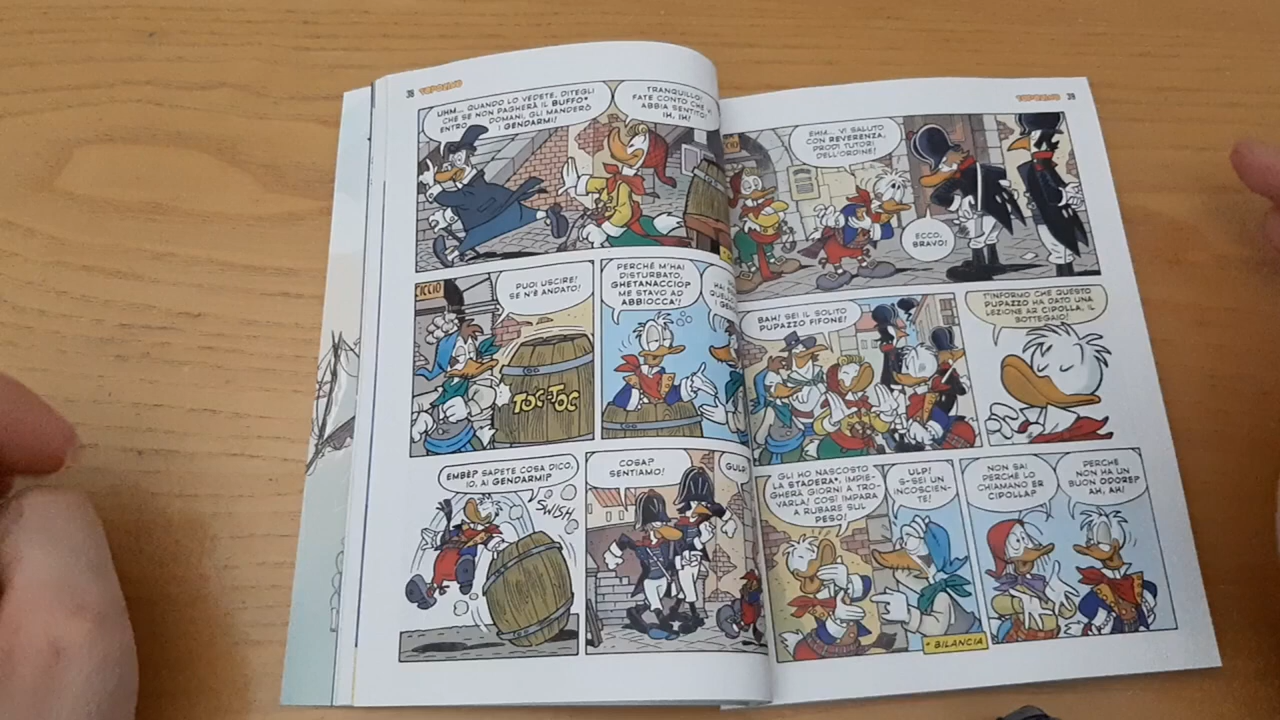 38 TOPOLINO
UHM... QUANDO LO VEDETE, DITEGLI
CHE SE NON PAGHERÀ IL BUFFO*
ENTRO DOMANI, GLI MANDERÒ
I GENDARMI!
TRANQUILLO!
FATE CONTO CHE
ABBIA SENTITO!
IH, IH!
CICCIO
PUOI USCIRE!
SE N'È ANDATO!
TOC-TOC
PERCHÉ M'HAI
DISTURBATO,
GHETANACCIO?
ME STAVO AD
ABBIOCCA'!
EMBÈ? SAPETE COSA DICO,
IO, AI GENDARMI?
SWISH
COSA?
SENTIAMO!
GULP!
TOPOLINO 39
EHM... VI SALUTO
CON REVERENZA,
PRODI TUTORI
DELL'ORDINE!
ECCO,
BRAVO!
BAH! SEI IL SOLITO
PUPAZZO FIFONE!
T'INFORMO CHE QUESTO
PUPAZZO HA DATO UNA
LEZIONE AR CIPOLLA, IL
BOTTEGAIO!
GLI HO NASCOSTO
LA STADERA*, IMPIE-
GHERÀ GIORNI A TRO-
VARLA! COSÌ IMPARA
A RUBARE SUL
PESO!
ULP!
S-SEI UN
INCOSCIEN-
TE!
* BILANCIA
NON SAI
PERCHÉ LO
CHIAMANO ER
CIPOLLA?
PERCHÉ
NON HA UN
BUON ODORE?
AH, AH!